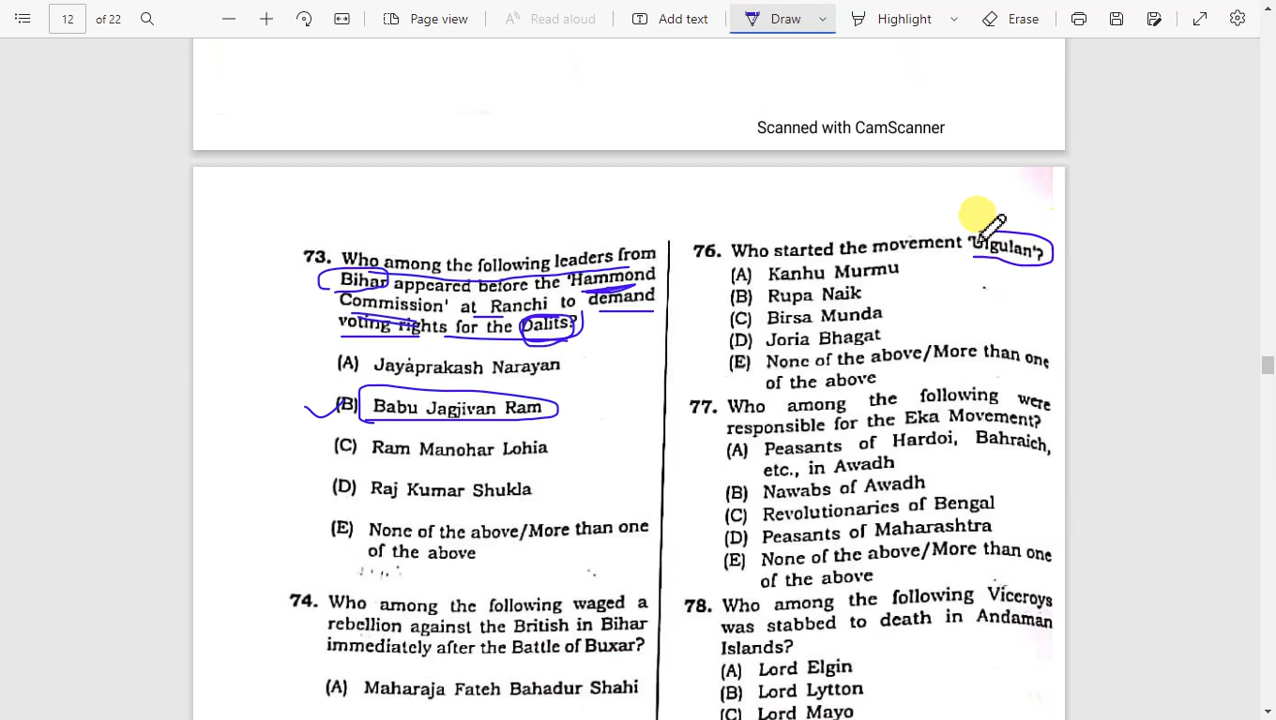 12
of 22
Page view
Read aloud
Add text
Draw
Highlight
Erase
Scanned with CamScanner
73. Who among the following leaders from
Bihar appeared before the 'Hammond
Commission' at Ranchi to demand
voting rights for the Dalits?
(A) Jayaprakash Narayan
(B) Babu Jagjivan Ram
(C) Ram Manohar Lohia
(D) Raj Kumar Shukla
(E) None of the above/More than one
of the above
74. Who among the following waged a
rebellion against the British in Bihar
immediately after the Battle of Buxar?
(A) Maharaja Fateh Bahadur Shahi
76. Who started the movement 'Ulgulan'?
(A) Kanhu Murmu
(B) Rupa Naik
(C) Birsa Munda
(D) Joria Bhagat
(E) None of the above/More than one
of the above
77. Who among the following were
responsible for the Eka Movement?
(A) Peasants of Hardoi, Bahraich,
etc., in Awadh
(B) Nawabs of Awadh
(C) Revolutionaries of Bengal
(D) Peasants of Maharashtra
(E) None of the above/More than one
of the above
78. Who among the following Viceroys
was stabbed to death in Andaman
Islands?
(A) Lord Elgin
(B) Lord Lytton
(C) Lord Mayo